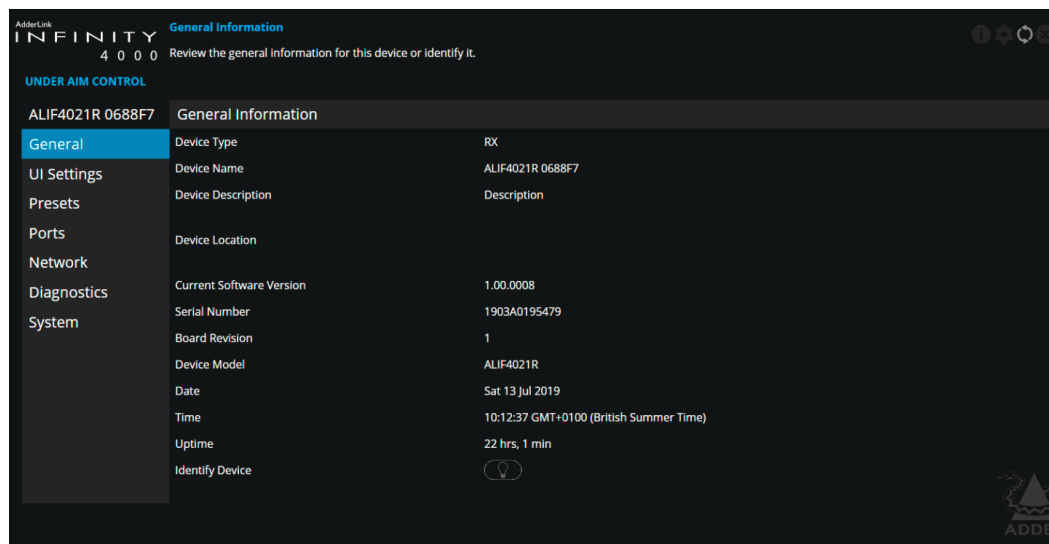 AdderLink
INFINITY
4000
UNDER AIM CONTROL
General Information
Review the general information for this device or identify it.
ALIF4021R 0688F7
General
UI Settings
Presets
Ports
Network
Diagnostics
System
General Information
Device Type RX
Device Name ALIF4021R 0688F7
Device Description Description
Device Location
Current Software Version 1.00.0008
Serial Number 1903A0195479
Board Revision 1
Device Model ALIF4021R
Date Sat 13 Jul 2019
Time 10:12:37 GMT+0100 (British Summer Time)
Uptime 22 hrs, 1 min
Identify Device